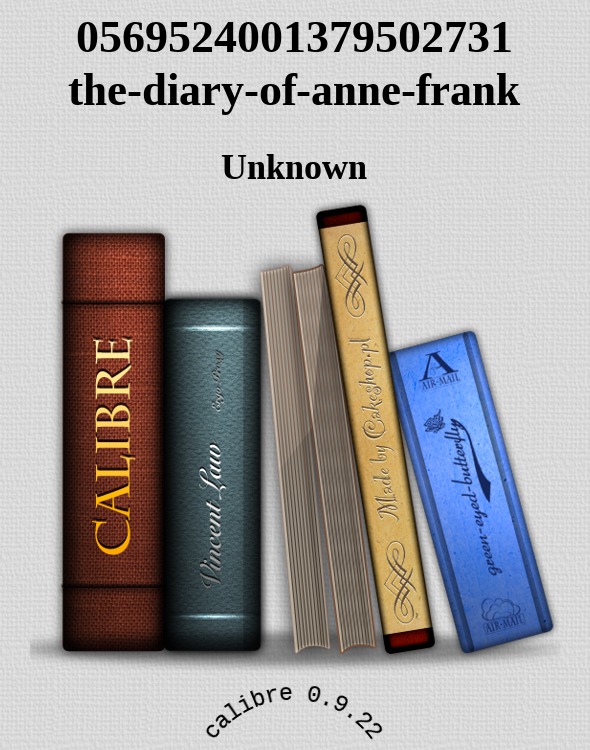 0569524001379502731
the-diary-of-anne-frank
Unknown
CALIBRE
Vincent Law
Made by Cakeshop.pl
A
AIR-MAIL
green-eyed-butterfly
AIR-MAIL
calibre 0.9.22